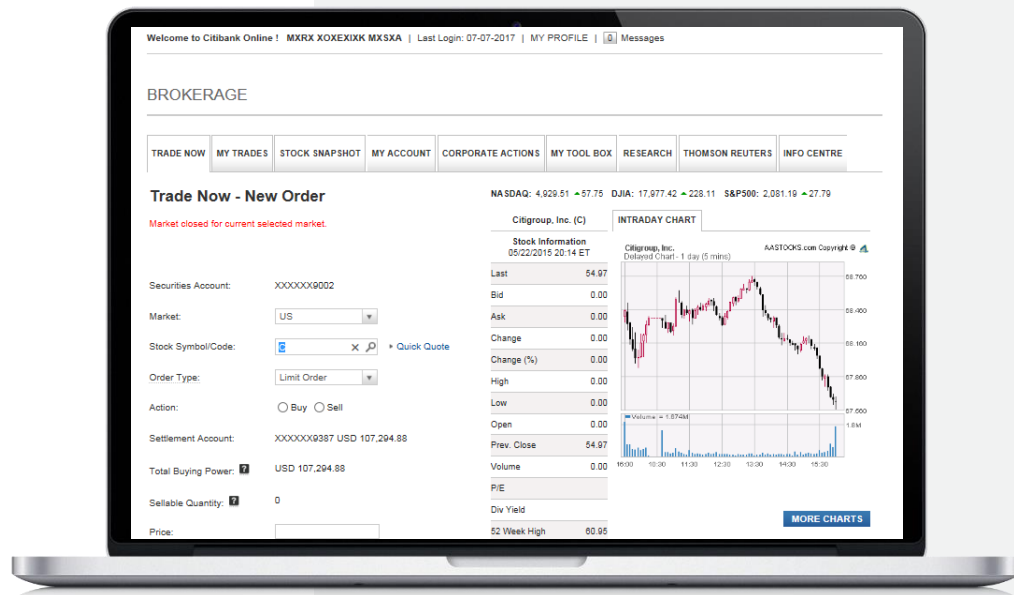 Welcome to Citibank Online ! MXRX XOXEXIXK MXSXA | Last Login: 07-07-2017 | MY PROFILE | 0 Messages
BROKERAGE
TRADE NOW MY TRADES STOCK SNAPSHOT MY ACCOUNT CORPORATE ACTIONS MY TOOL BOX RESEARCH THOMSON REUTERS INFO CENTRE
Trade Now - New Order
Market closed for current selected market.
Securities Account: XXXXXX9002
Market: US
Stock Symbol/Code: C Quick Quote
Order Type: Limit Order
Action: Buy Sell
Settlement Account: XXXXXX9387 USD 107,294.88
Total Buying Power: ? USD 107,294.88
Sellable Quantity: ? 0
Price:
NASDAQ: 4,929.51 57.75 DJIA: 17,977.42 228.11 S&P500: 2,081.19 27.79
Citigroup, Inc. (C) INTRADAY CHART
Stock Information
05/22/2015 20:14 ET
Last 54.97
Bid 0.00
Ask 0.00
Change 0.00
Change (%) 0.00
High 0.00
Low 0.00
Open 0.00
Prev. Close 54.97
Volume 0.00
P/E
Div Yield
52 Week High 60.95
Citigroup, Inc. AASTOCKS.com Copyright ©
Delayed Chart - 1 day (5 mins)
Volume = 1.874M
1.8M
10:30 11:30 12:30 13:30 14:30 15:30
MORE CHARTS